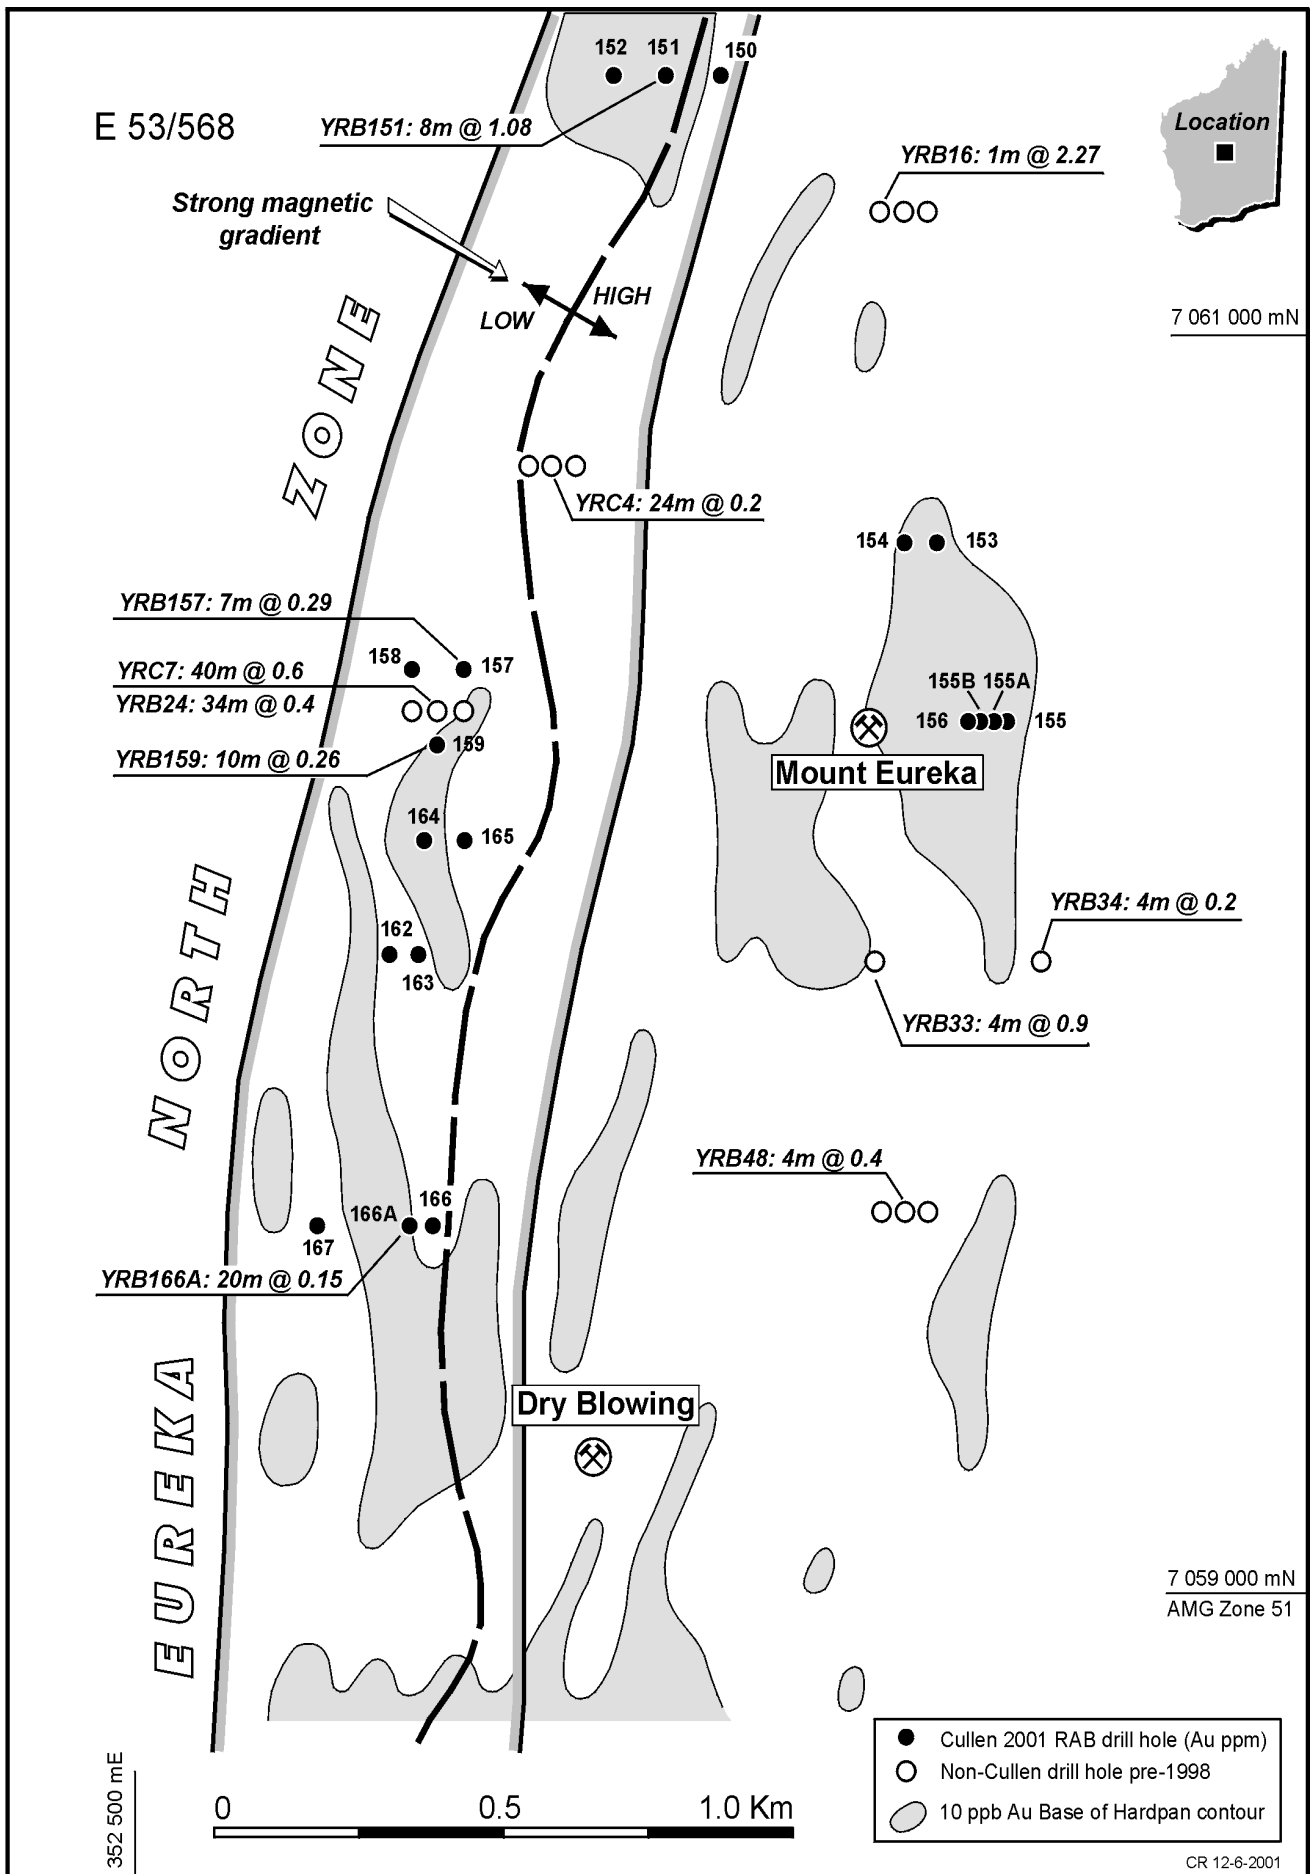 152
151
150
E 53/568
YRB151: 8m @ 1.08
Location
YRB16: 1m @ 2.27
Strong magnetic
gradient
HIGH
LOW
7 061 000 mN
ZONE
YRC4: 24m @ 0.2
154
153
YRB157: 7m @ 0.29
158
157
YRC7: 40m @ 0.6
YRB24: 34m @ 0.4
155B
155A
156
155
159
YRB159: 10m @ 0.26
Mount Eureka
164
165
NORTH
YRB34: 4m @ 0.2
162
163
YRB33: 4m @ 0.9
YRB48: 4m @ 0.4
166A
166
167
YRB166A: 20m @ 0.15
EUREKA
Dry Blowing
7 059 000 mN
AMG Zone 51
Cullen 2001 RAB drill hole (Au ppm)
Non-Cullen drill hole pre-1998
10 ppb Au Base of Hardpan contour
352 500 mE
0
0.5
1.0 Km
CR 12-6-2001